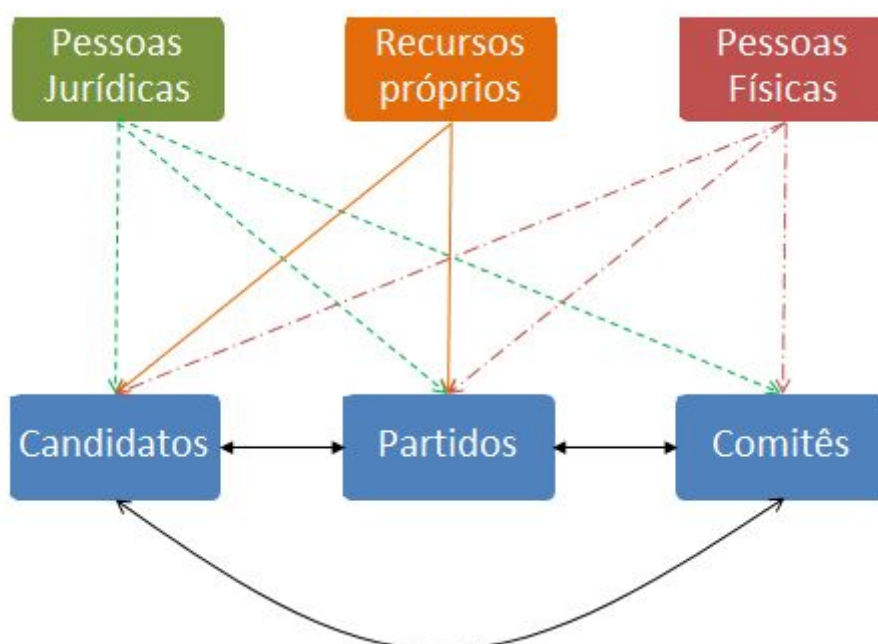 Pessoas
Jurídicas
Recursos
próprios
Pessoas
Físicas
Candidatos
Partidos
Comitês